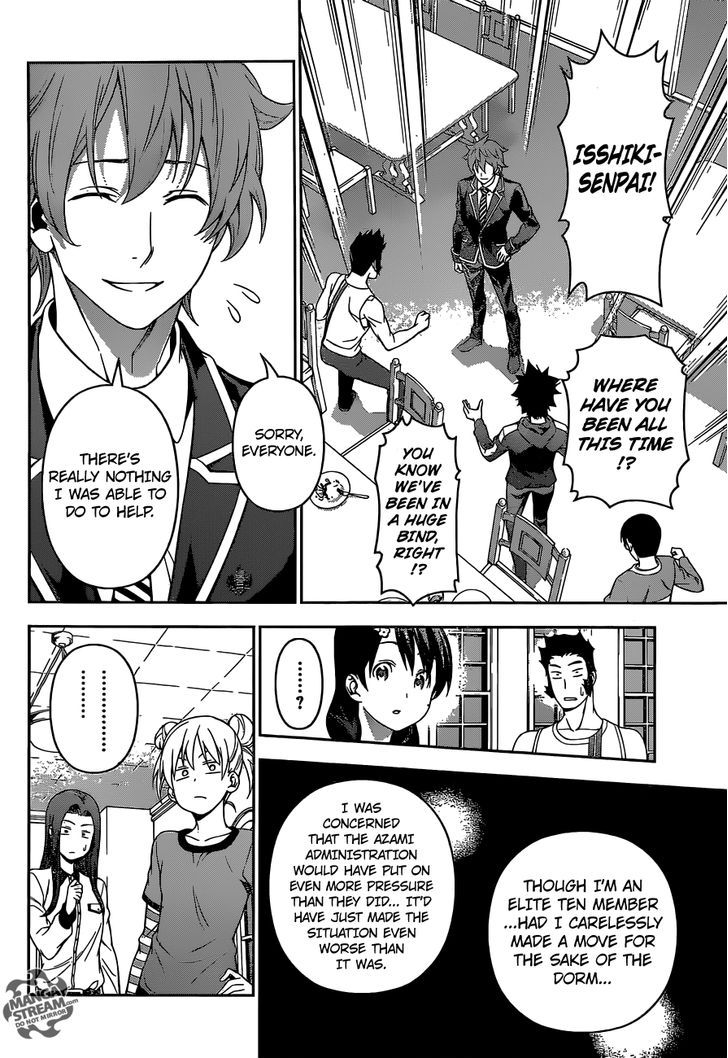 ISSHIKI-
SENPAI!
WHERE
HAVE YOU
BEEN ALL
THIS TIME
!?
YOU
KNOW
WE'VE
BEEN IN
A HUGE
BIND,
RIGHT
!?
SORRY,
EVERYONE.
THERE'S
REALLY NOTHING
I WAS ABLE TO
DO TO HELP.
.......
?
............
THOUGH I'M AN
ELITE TEN MEMBER
...HAD I CARELESSLY
MADE A MOVE FOR
THE SAKE OF THE
DORM...
I WAS
CONCERNED
THAT THE AZAMI
ADMINISTRATION
WOULD HAVE PUT ON
EVEN MORE PRESSURE
THAN THEY DID... IT'D
HAVE JUST MADE THE
SITUATION EVEN
WORSE THAN
IT WAS.
MANGA
STREAM.com
DO NOT MIRROR!